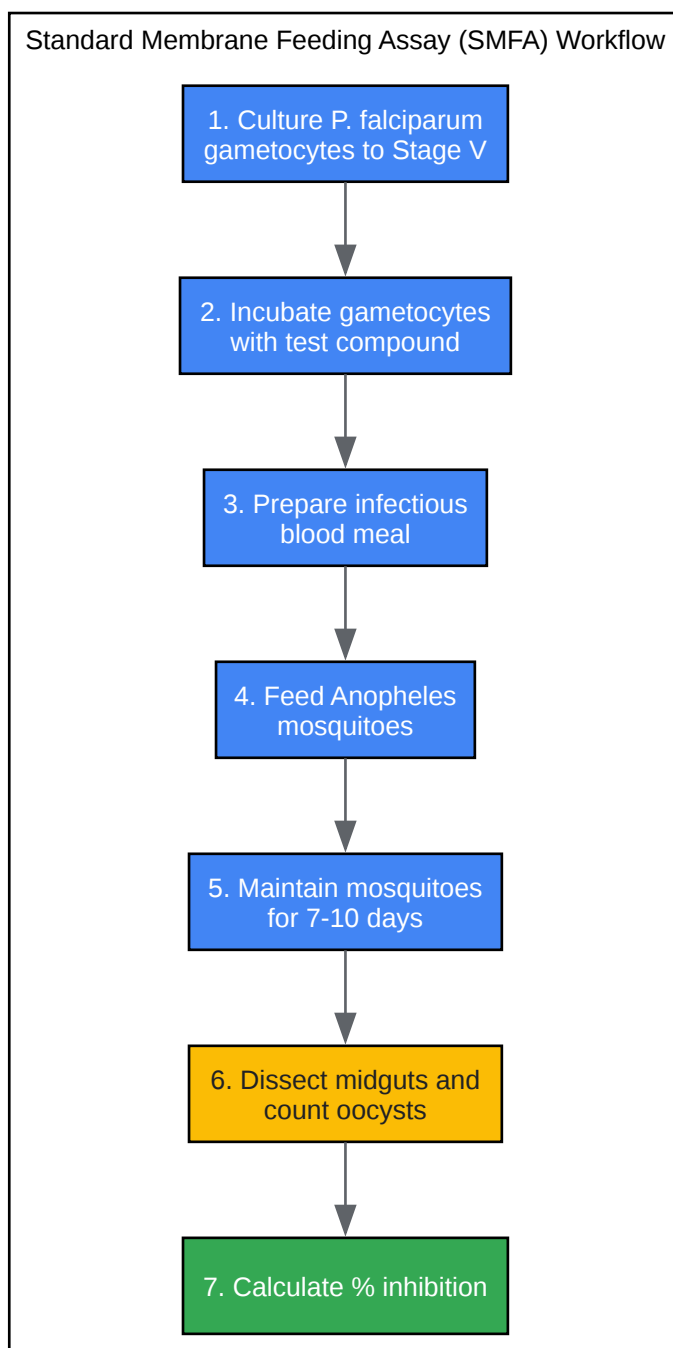 Standard Membrane Feeding Assay (SMFA) Workflow
1. Culture P. falciparum
gametocytes to Stage V
2. Incubate gametocytes
with test compound
3. Prepare infectious
blood meal
4. Feed Anopheles
mosquitoes
5. Maintain mosquitoes
for 7-10 days
6. Dissect midguts and
count oocysts
7. Calculate % inhibition